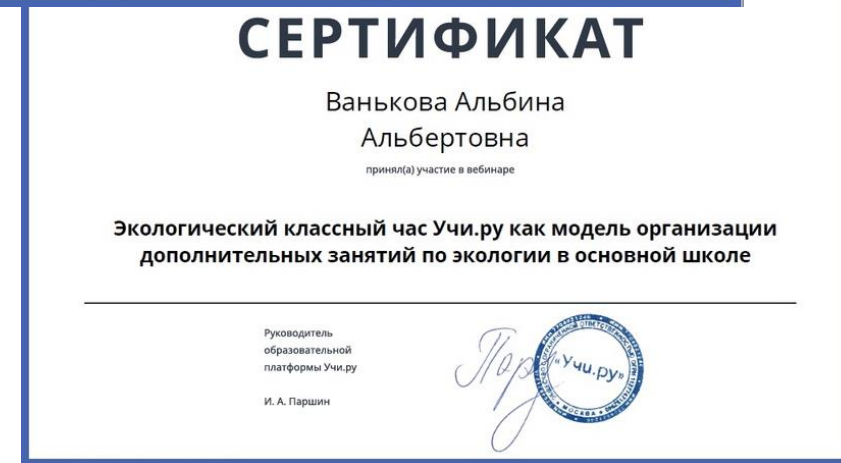 СЕРТИФИКАТ
Ванькова Альбина
Альбертовна
принял(а) участие в вебинаре
Экологический классный час Учи.ру как модель организации
дополнительных занятий по экологии в основной школе
Руководитель
образовательной
платформы Учи.ру
И. А. Паршин
«Учи.ру»
МОСКВА